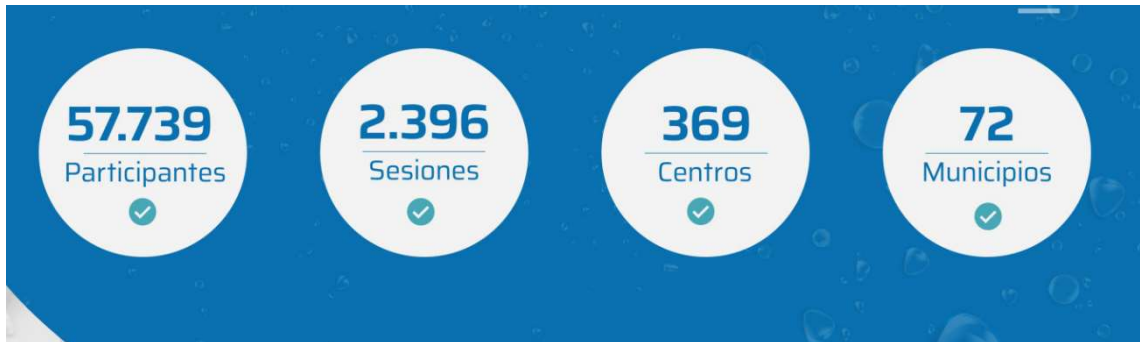 57.739
Participantes
2.396
Sesiones
369
Centros
72
Municipios